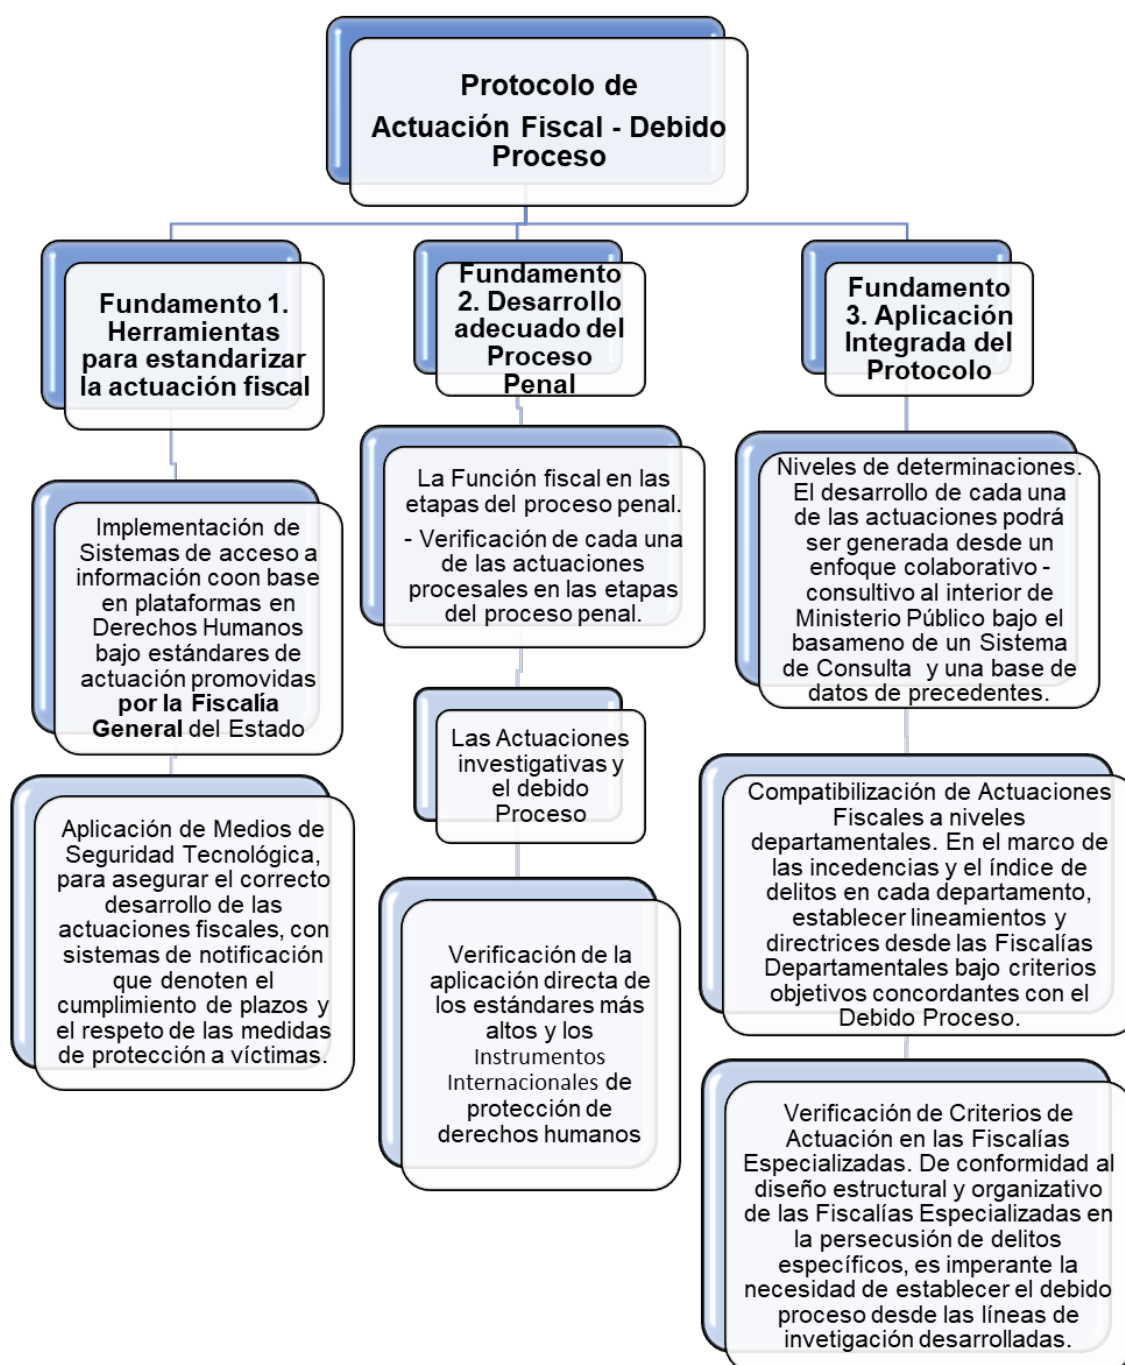 Protocolo de
Actuación Fiscal - Debido
Proceso
Fundamento 1.
Herramientas
para estandarizar
la actuación fiscal
Implementación de
Sistemas de acceso a
información coon base
en plataformas en
Derechos Humanos
bajo estándares de
actuación promovidas
por la Fiscalía
General del Estado
Aplicación de Medios de
Seguridad Tecnológica,
para asegurar el correcto
desarrollo de las
actuaciones fiscales, con
sistemas de notificación
que denoten el
cumplimiento de plazos y
el respeto de las medidas
de protección a víctimas.
Fundamento
2. Desarrollo
adecuado del
Proceso
Penal
La Función fiscal en las
etapas del proceso penal.
- Verificación de cada una
de las actuaciones
procesales en las etapas
del proceso penal.
Las Actuaciones
investigativas y
el debido
Proceso
Verificación de la
aplicación directa de
los estándares más
altos y los
Instrumentos
Internacionales de
protección de
derechos humanos
Fundamento
3. Aplicación
Integrada del
Protocolo
Niveles de determinaciones.
El desarrollo de cada una
de las actuaciones podrá
ser generada desde un
enfoque colaborativo -
consultivo al interior de
Ministerio Público bajo el
basameno de un Sistema
de Consulta y una base de
datos de precedentes.
Compatibilización de Actuaciones
Fiscales a niveles
departamentales. En el marco de
las incedencias y el índice de
delitos en cada departamento,
establecer lineamientos y
directrices desde las Fiscalías
Departamentales bajo criterios
objetivos concordantes con el
Debido Proceso.
Verificación de Criterios de
Actuación en las Fiscalías
Especializadas. De conformidad al
diseño estructural y organizativo
de las Fiscalías Especializadas en
la persecusión de delitos
específicos, es imperante la
necesidad de establecer el debido
proceso desde las líneas de
invetigación desarrolladas.